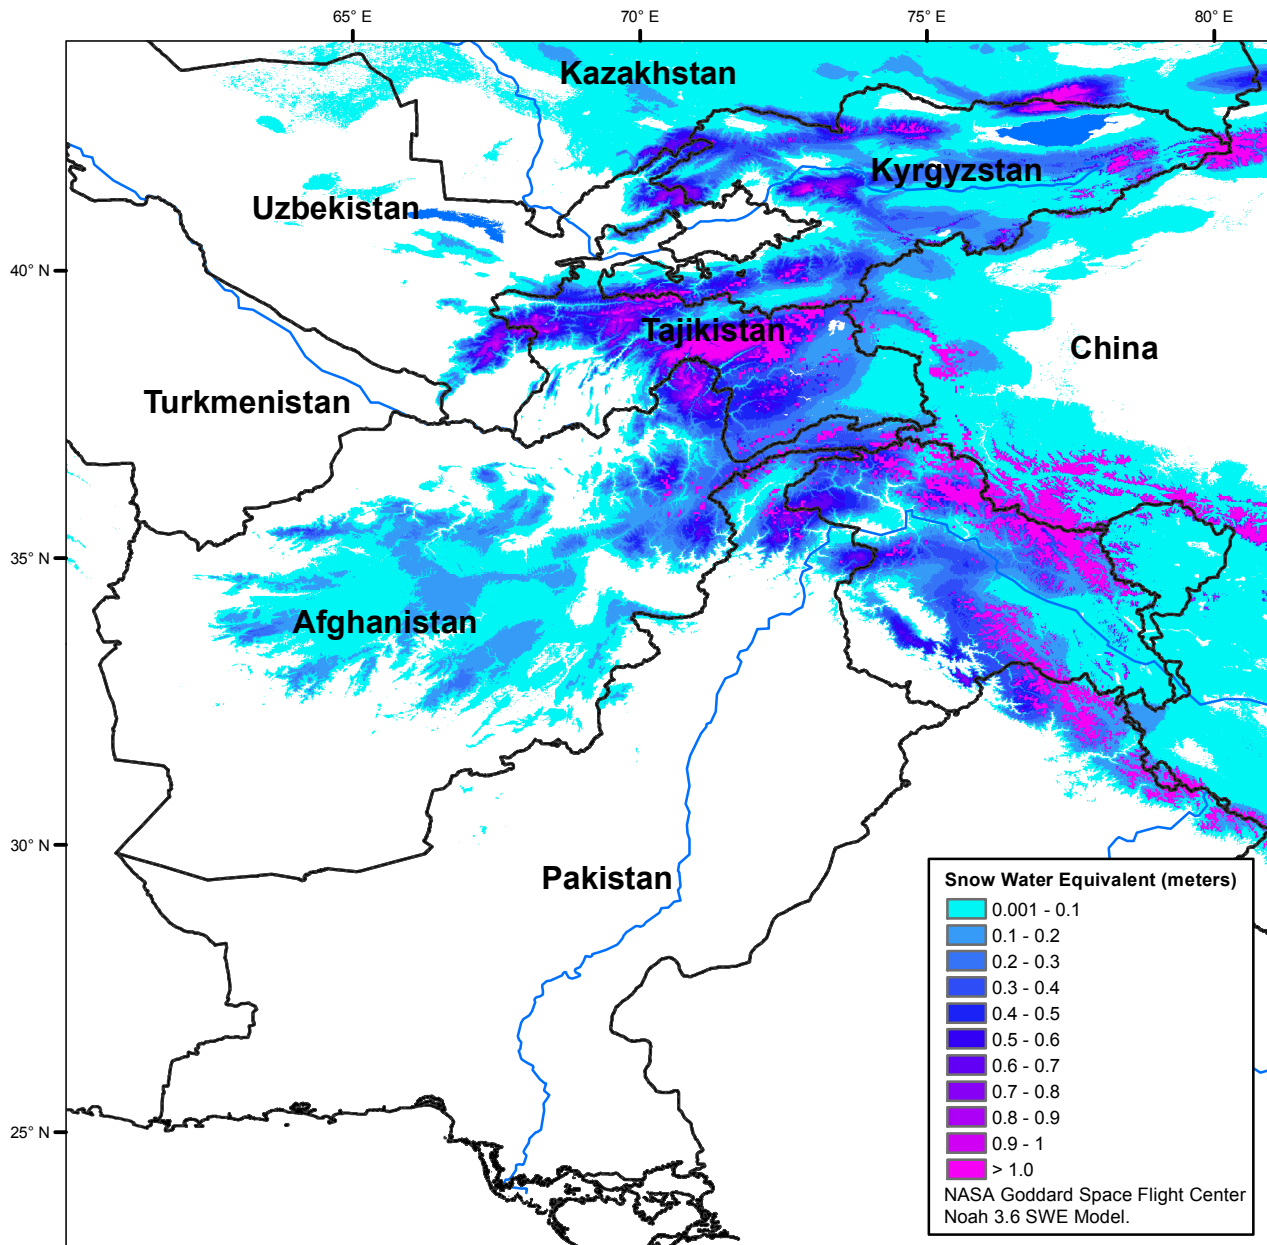 65° E
70° E
75° E
80° E
Kazakhstan
Kyrgyzstan
Uzbekistan
40° N
Tajikistan
China
Turkmenistan
35° N
Afghanistan
30° N
Pakistan
Snow Water Equivalent (meters)
0.001 - 0.1
0.1 - 0.2
0.2 - 0.3
0.3 - 0.4
0.4 - 0.5
0.5 - 0.6
0.6 - 0.7
0.7 - 0.8
0.8 - 0.9
0.9 - 1
> 1.0
NASA Goddard Space Flight Center
Noah 3.6 SWE Model.
25° N